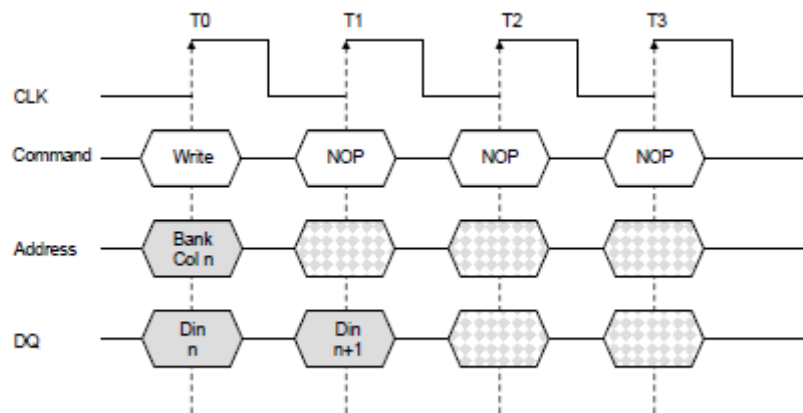 T0 T1 T2 T3
CLK
Command Write NOP NOP NOP
Address Bank
Col n
DQ Din Din
n n+1